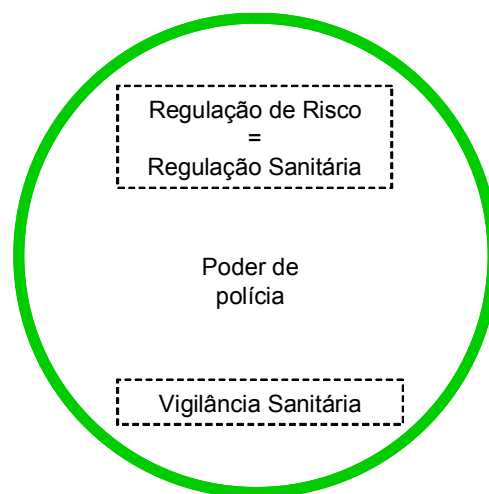 Regulação de Risco
=
Regulação Sanitária
Poder de
polícia
Vigilância Sanitária